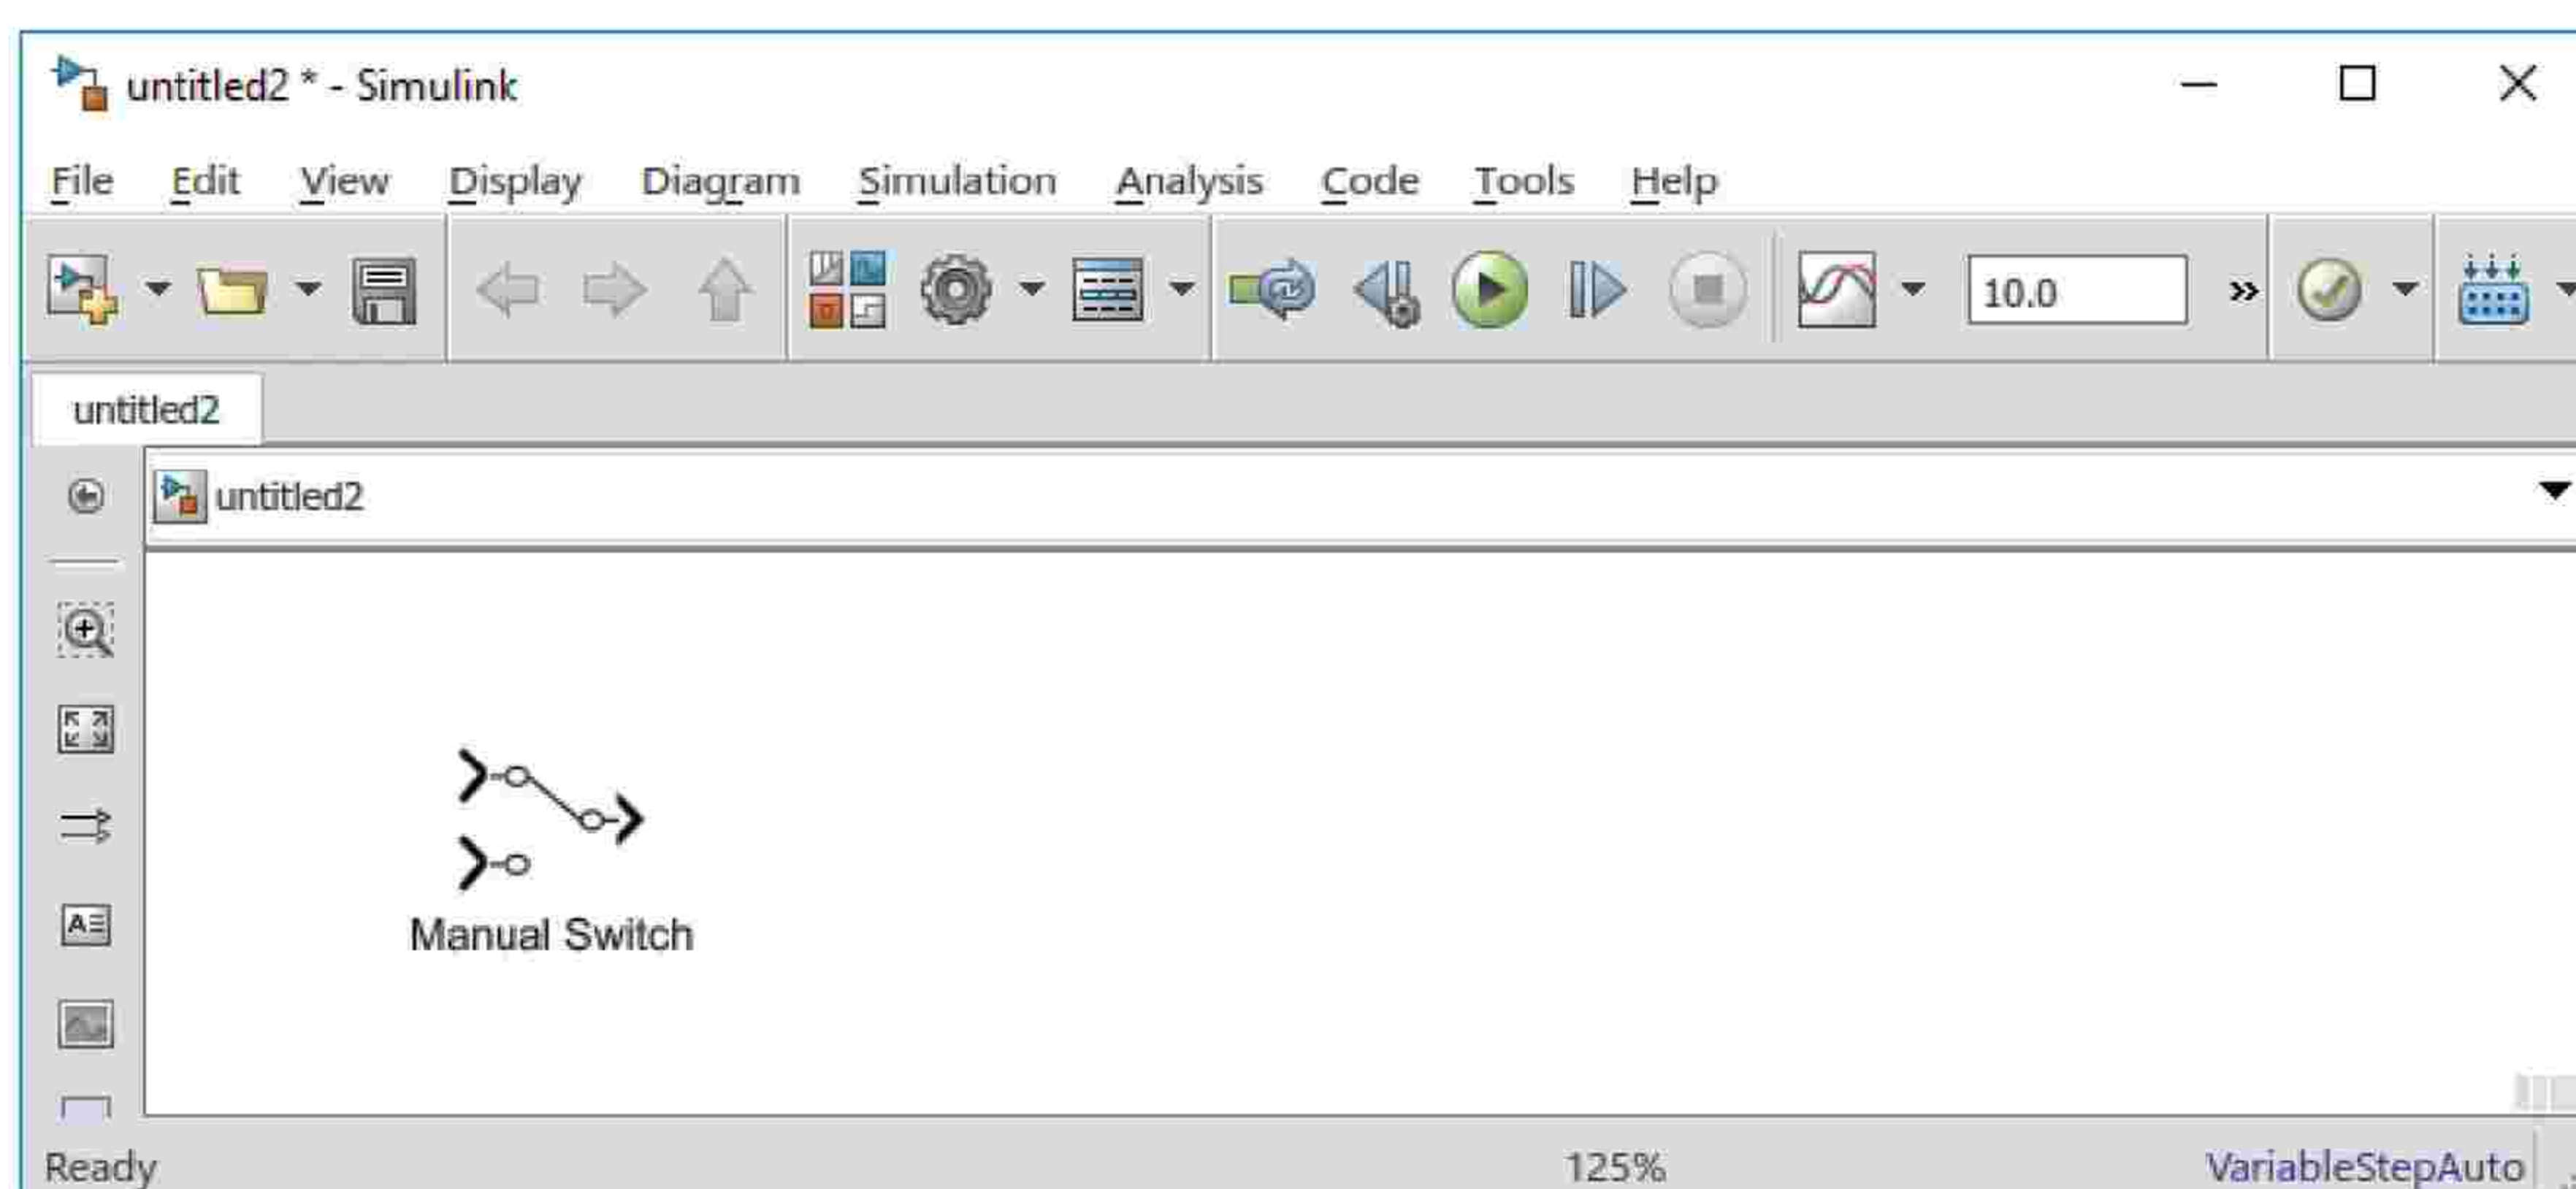 untitled2 * - Simulink
File Edit View Display Diagram Simulation Analysis Code Tools Help
10.0 »
untitled2
untitled2
Manual Switch
Ready 125% VariableStepAuto